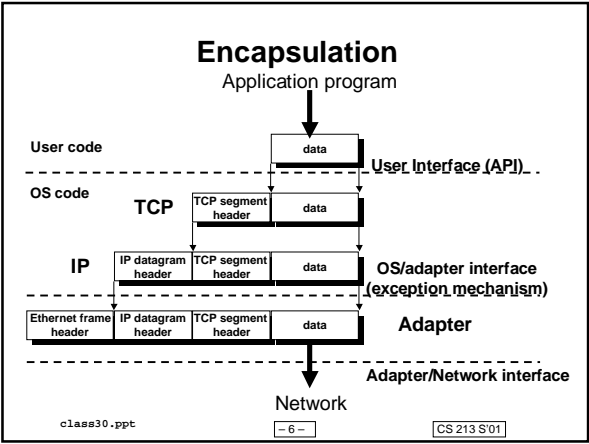 Encapsulation
Application program
User code
data
User Interface (API)
OS code
TCP
TCP segment
header
data
IP
IP datagram
header
TCP segment
header
data
OS/adapter interface
(exception mechanism)
Ethernet frame
header
IP datagram
header
TCP segment
header
data
Adapter
Adapter/Network interface
Network
class30.ppt
– 6 –
CS 213 S'01